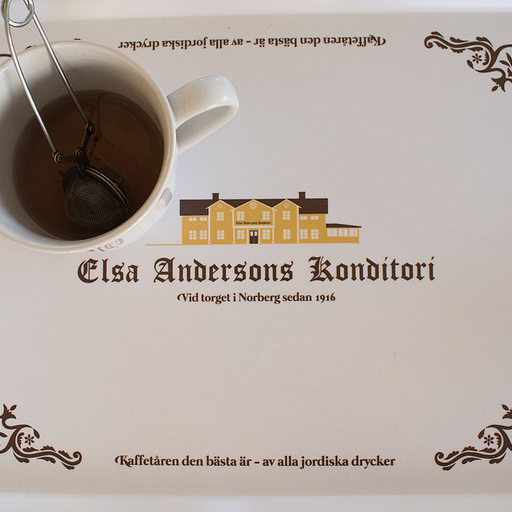 Kaffetåren den bästa är – av alla jordiska drycker
Elsa Andersons Konditori
Vid torget i Norberg sedan 1916
Kaffetåren den bästa är – av alla jordiska drycker